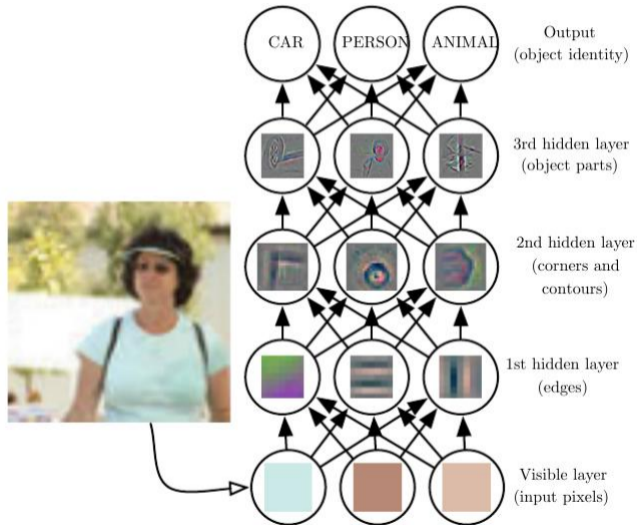 CAR
PERSON
ANIMAL
Output
(object identity)
3rd hidden layer
(object parts)
2nd hidden layer
(corners and
contours)
1st hidden layer
(edges)
Visible layer
(input pixels)